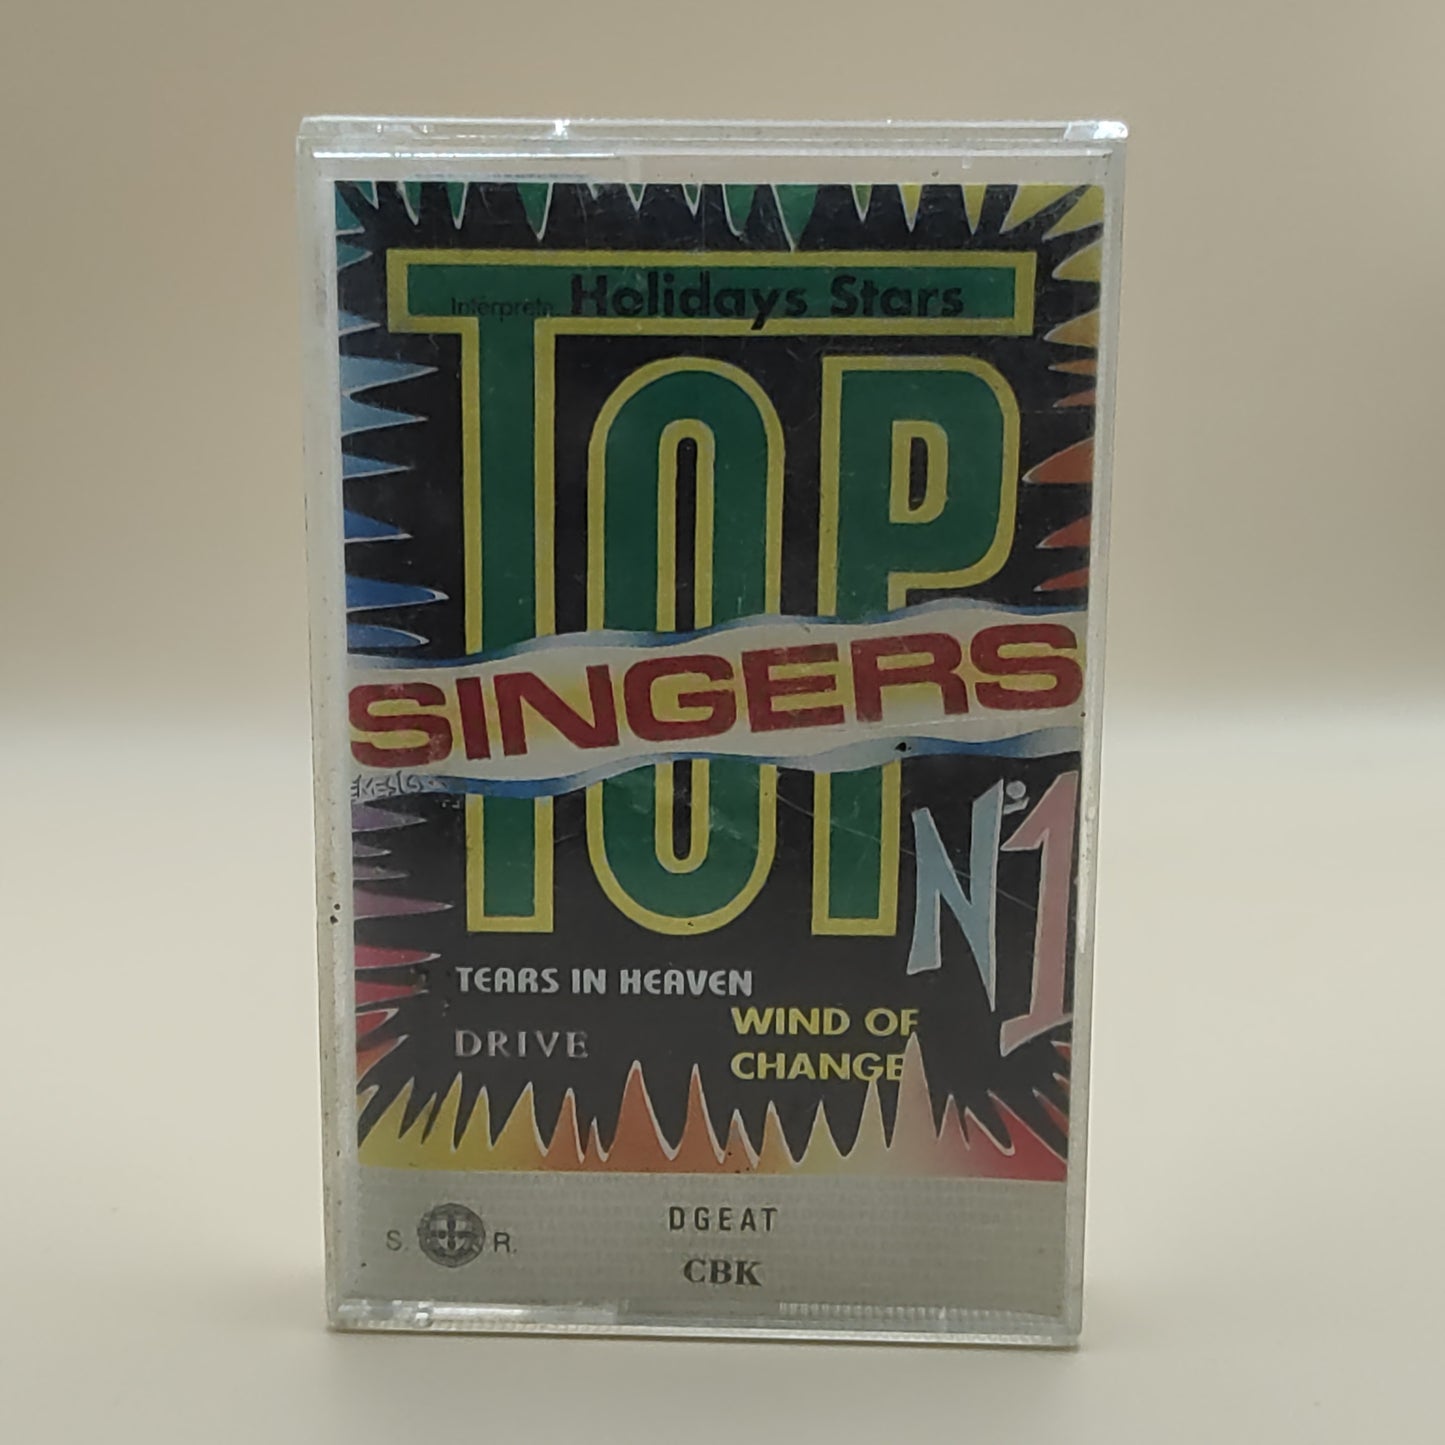 Intérprete: Holidays Stars
TOP
SINGERS
Nº1
TEARS IN HEAVEN
WIND OF
CHANGE
DRIVE
DGEAT
S. R.
CBK